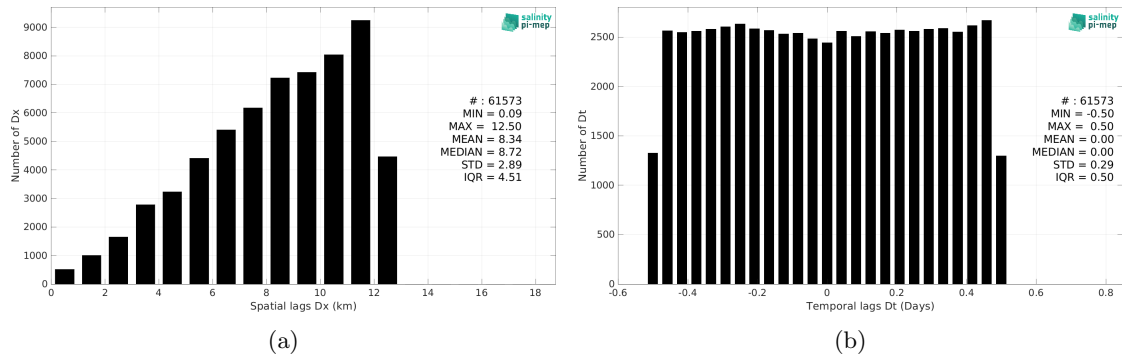 9000
8000
7000
6000
5000
4000
3000
2000
1000
0
Number of Dx
0 2 4 6 8 10 12 14 16 18
Spatial lags Dx (km)
salinity
pi-mep
# : 61573
MIN = 0.09
MAX = 12.50
MEAN = 8.34
MEDIAN = 8.72
STD = 2.89
IQR = 4.51
(a)
2500
2000
1500
1000
500
0
Number of Dt
-0.6 -0.4 -0.2 0 0.2 0.4 0.6 0.8
Temporal lags Dt (Days)
salinity
pi-mep
# : 61573
MIN = -0.50
MAX = 0.50
MEAN = 0.00
MEDIAN = 0.00
STD = 0.29
IQR = 0.50
(b)